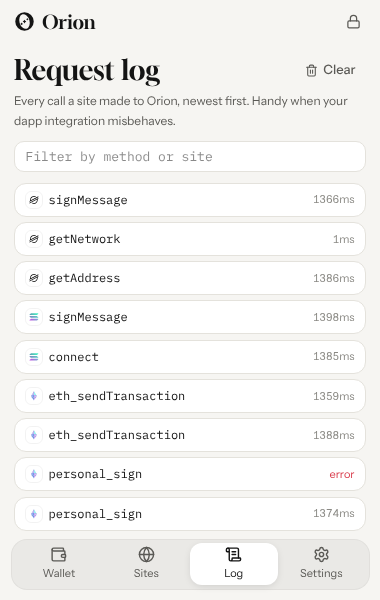 Orion
Request log
Clear
Every call a site made to Orion, newest first. Handy when your
dapp integration misbehaves.
Filter by method or site
signMessage 1366ms
getNetwork 1ms
getAddress 1386ms
signMessage 1398ms
connect 1385ms
eth_sendTransaction 1359ms
eth_sendTransaction 1388ms
personal_sign error
personal_sign 1374ms
Wallet Sites Log Settings